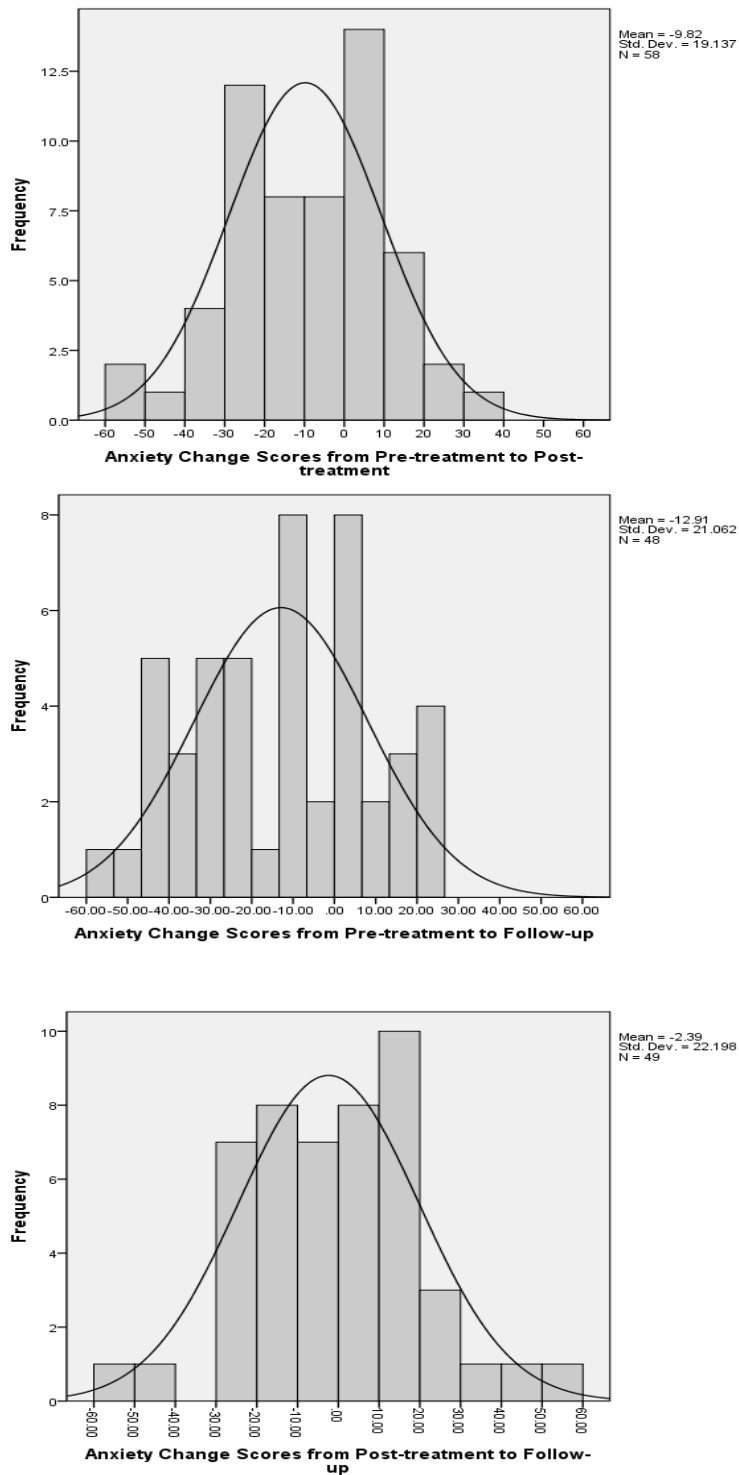 Mean = -9.82
Std. Dev. = 19.137
N = 58
12.5
10.0
7.5
5.0
2.5
0.0
Frequency
-60 -50 -40 -30 -20 -10 0 10 20 30 40 50 60
Anxiety Change Scores from Pre-treatment to Post-
treatment
Mean = -12.91
Std. Dev. = 21.062
N = 48
8
6
4
2
0
Frequency
-60.00 -50.00 -40.00 -30.00 -20.00 -10.00 .00 10.00 20.00 30.00 40.00 50.00 60.00
Anxiety Change Scores from Pre-treatment to Follow-up
Mean = -2.39
Std. Dev. = 22.198
N = 49
10
8
6
4
2
0
Frequency
-60.00 -50.00 -40.00 -30.00 -20.00 -10.00 .00 10.00 20.00 30.00 40.00 50.00 60.00
Anxiety Change Scores from Post-treatment to Follow-
up